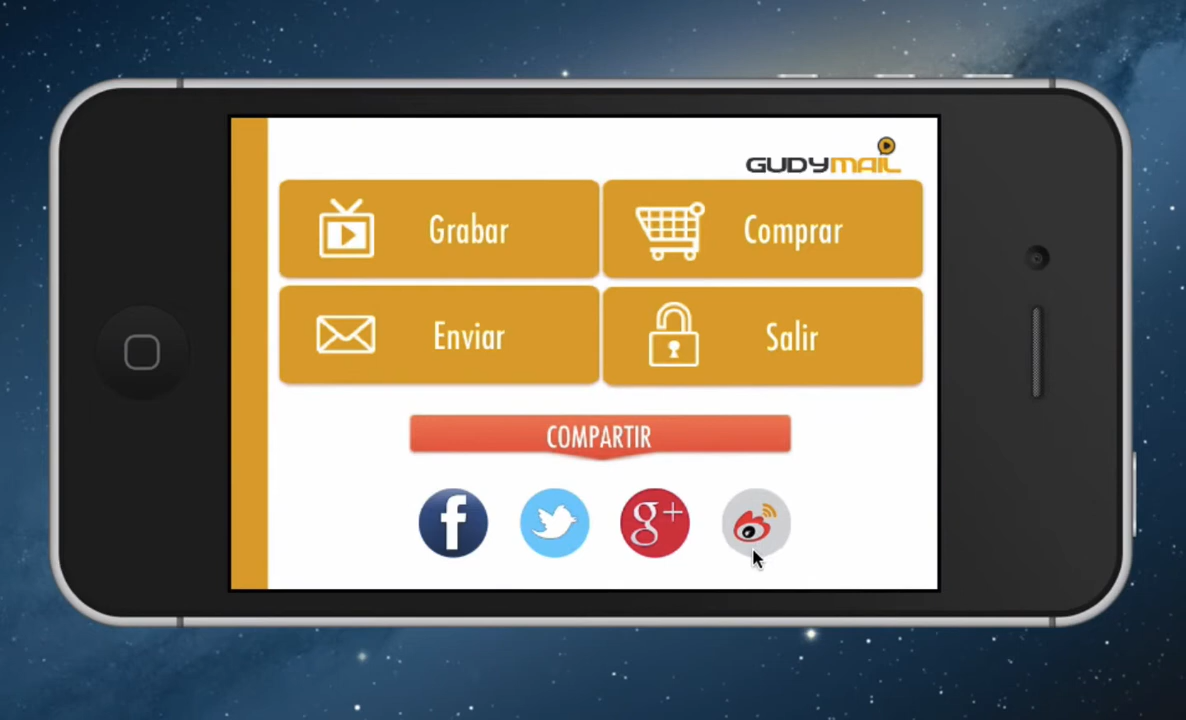 GUDYMAIL
Grabar
Comprar
Enviar
Salir
COMPARTIR
f
g+